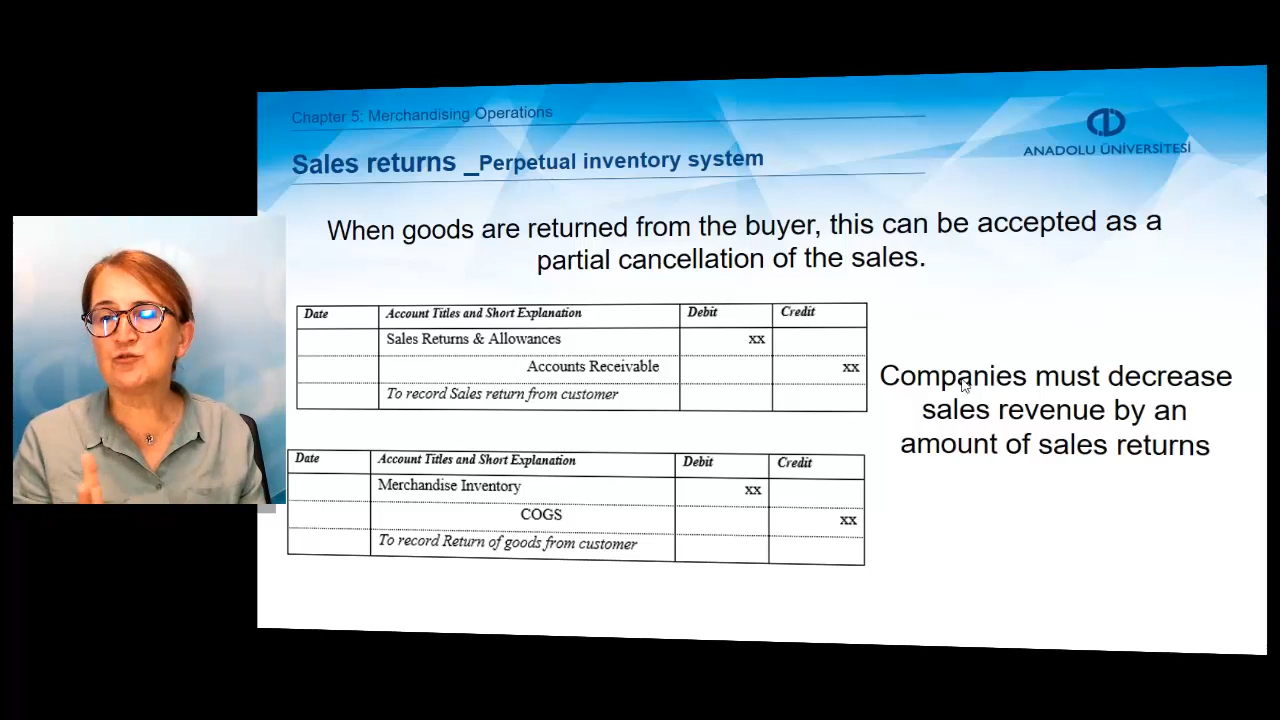 Chapter 5: Merchandising Operations
ANADOLU ÜNİVERSİTESİ
Sales returns _Perpetual inventory system
When goods are returned from the buyer, this can be accepted as a
partial cancellation of the sales.
Date Account Titles and Short Explanation Debit Credit
Sales Returns & Allowances xx
Accounts Receivable xx
To record Sales return from customer
Companies must decrease
sales revenue by an
amount of sales returns
Date Account Titles and Short Explanation Debit Credit
Merchandise Inventory xx
COGS xx
To record Return of goods from customer